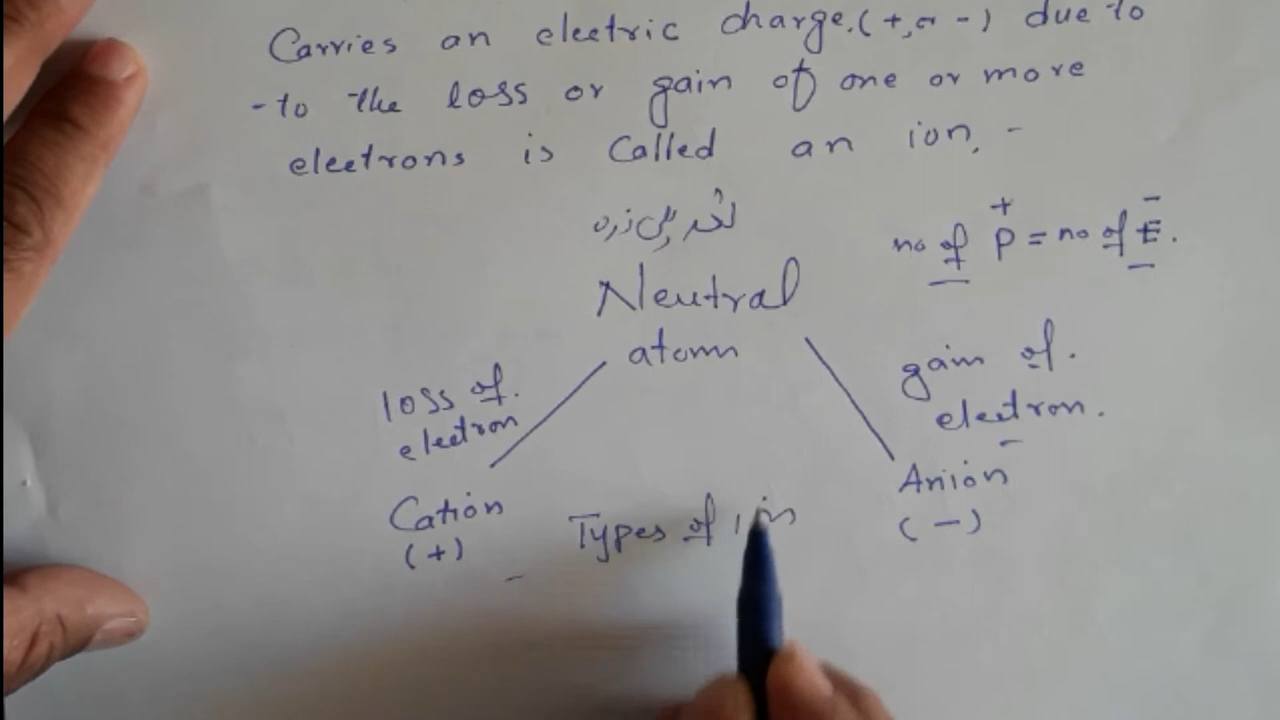 Carries an electric charge.(+, or -) due to
- to the loss or gain of one or more
electrons is called an ion. -
no of P = no of E.
+ -
Neutral
atom
loss of.
electron
gain of.
electron.
Cation
(+)
Types of ion
Anion
(-)